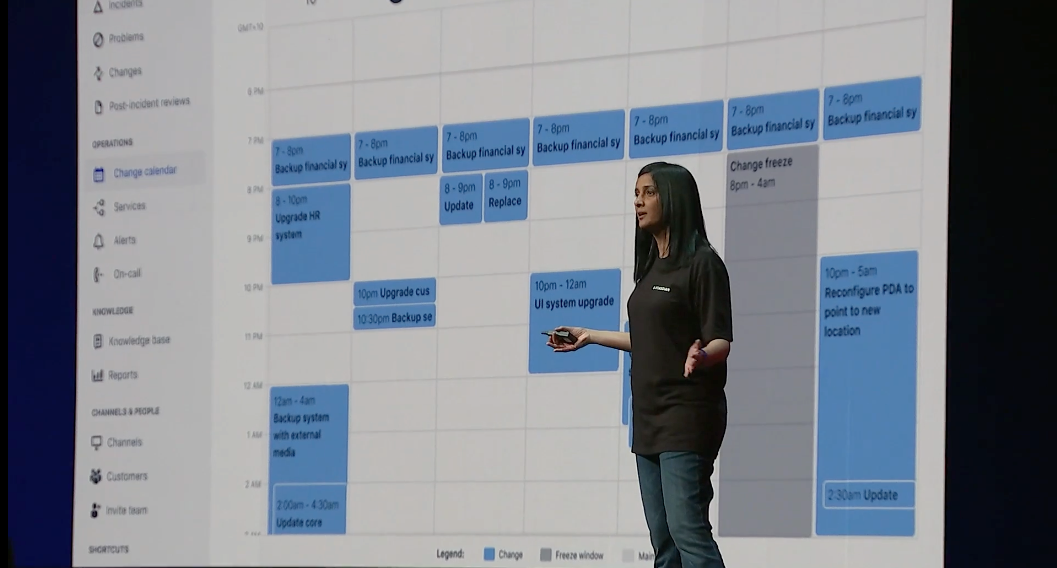 Incidents
Problems
Changes
Post-incident reviews
OPERATIONS
Change calendar
Services
Alerts
On-call
KNOWLEDGE
Knowledge base
Reports
CHANNELS & PEOPLE
Channels
Customers
Invite team
SHORTCUTS
GMT+10
6 PM
7 PM
8 PM
9 PM
10 PM
11 PM
12 AM
1 AM
2 AM
7 - 8pm
Backup financial sy
8 - 10pm
Upgrade HR
system
12am - 4am
Backup system
with external
media
2:00am - 4:30am
Update core
7 - 8pm
Backup financial sy
10pm Upgrade cus
10:30pm Backup se
7 - 8pm
Backup financial sy
8 - 9pm
Update
8 - 9pm
Replace
7 - 8pm
Backup financial sy
10pm - 12am
UI system upgrade
7 - 8pm
Backup financial sy
7 - 8pm
Backup financial sy
Change freeze
8pm - 4am
7 - 8pm
Backup financial sy
10pm - 5am
Reconfigure PDA to
point to new
location
2:30am Update
Legend: Change Freeze window